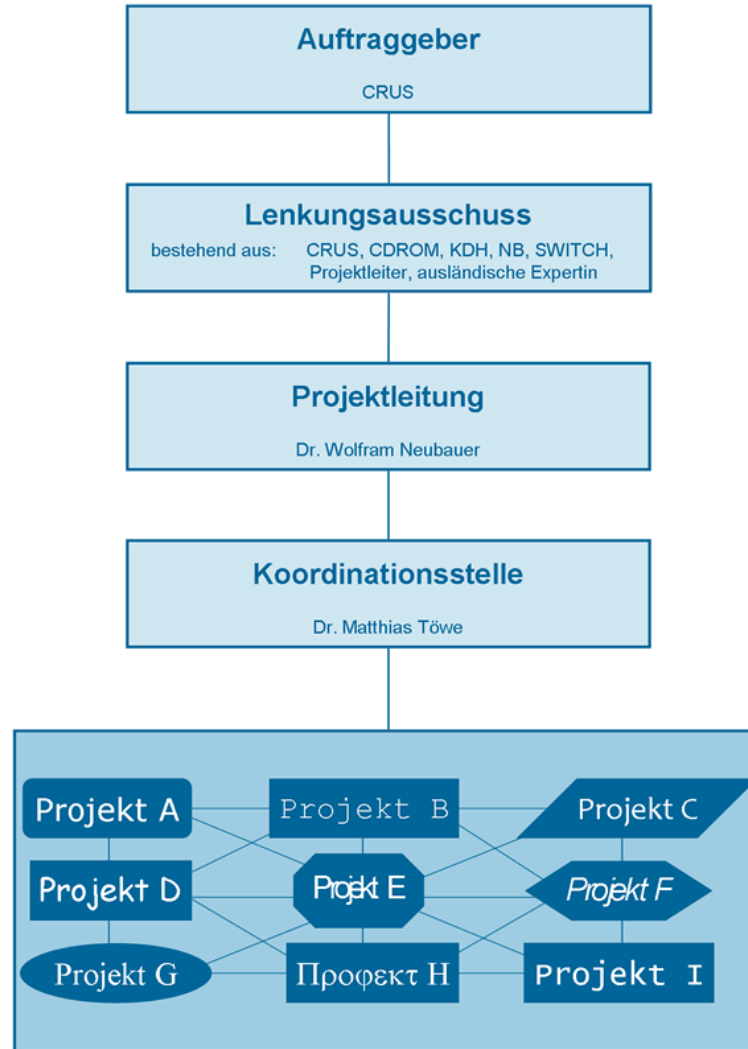 Auftraggeber
CRUS
Lenkungsausschuss
bestehend aus: CRUS, CDROM, KDH, NB, SWITCH,
Projektleiter, ausländische Expertin
Projektleitung
Dr. Wolfram Neubauer
Koordinationsstelle
Dr. Matthias Töwe
Projekt A
Projekt B
Projekt C
Projekt D
Projekt E
Projekt F
Projekt G
Προφεκτ Η
Projekt I